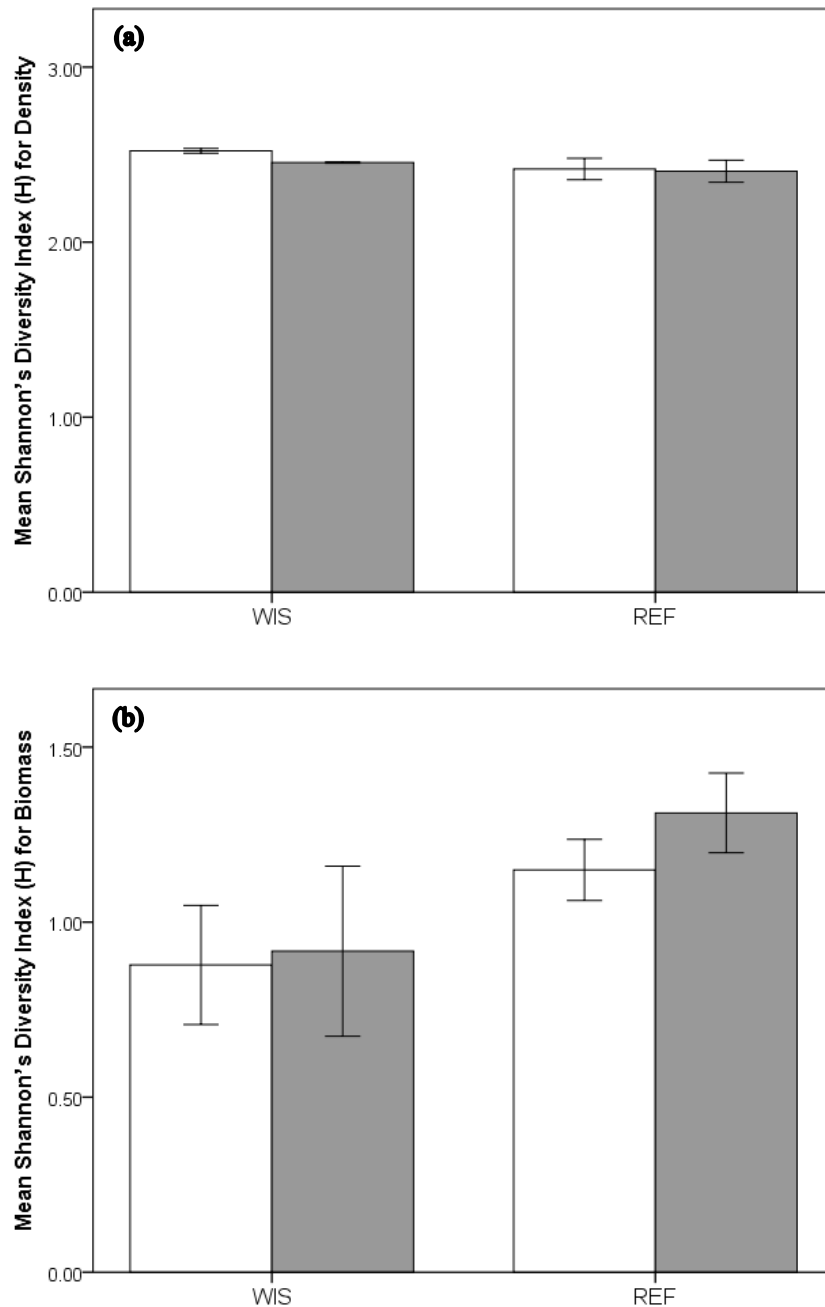 (a)
Mean Shannon's Diversity Index (H) for Density
3.00
2.00
1.00
0.00
WIS
REF
(b)
Mean Shannon's Diversity Index (H) for Biomass
1.50
1.00
0.50
0.00
WIS
REF